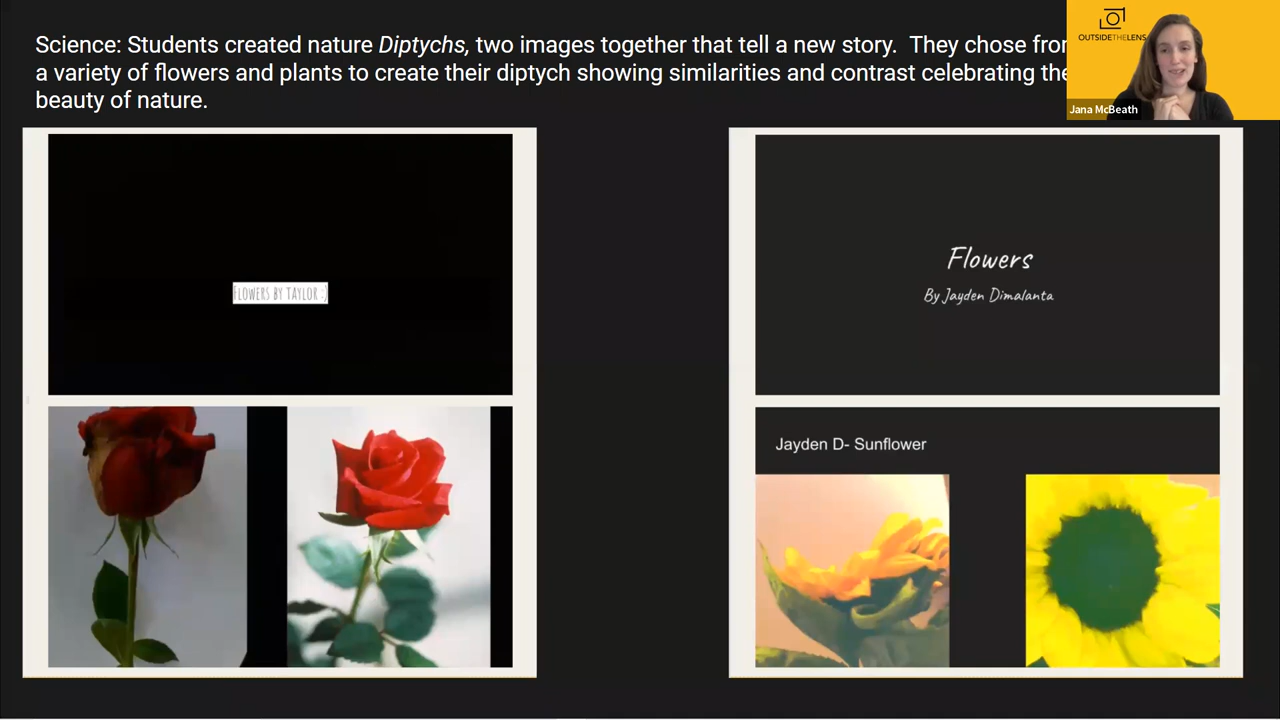 Science: Students created nature Diptychs, two images together that tell a new story. They chose from
a variety of flowers and plants to create their diptych showing similarities and contrast celebrating the
beauty of nature.
OUTSIDETHELENS
Jana McBeath
FLOWERS BY TAYLOR :)
Flowers
By Jayden Dimalanta
Jayden D- Sunflower